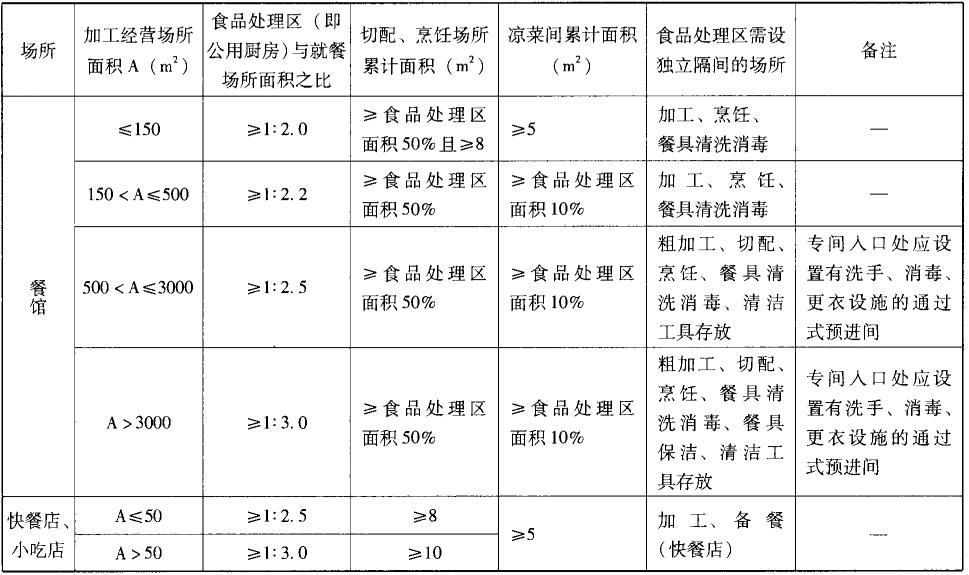 场所
加工经营场所
面积A（m²）
食品处理区（即
公用厨房）与就餐
场所面积之比
切配、烹饪场所
累计面积（m²）
凉菜间累计面积
（m²）
食品处理区需设
独立隔间的场所
备注
餐
馆
≤150
≥1:2.0
≥食品处理区
面积50%且≥8
≥5
加工、烹饪、
餐具清洗消毒
—
150<A≤500
≥1:2.2
≥食品处理区
面积50%
≥食品处理区
面积10%
加工、烹饪、
餐具清洗消毒
—
500<A≤3000
≥1:2.5
≥食品处理区
面积50%
≥食品处理区
面积10%
粗加工、切配、
烹饪、餐具清
洗消毒、清洁
工具存放
专间入口处应设
置有洗手、消毒、
更衣设施的通过
式预进间
A>3000
≥1:3.0
≥食品处理区
面积50%
≥食品处理区
面积10%
粗加工、切配、
烹饪、餐具清
洗消毒、餐具
保洁、清洁工
具存放
专间入口处应设
置有洗手、消毒、
更衣设施的通过
式预进间
快餐店、
小吃店
A≤50
≥1:2.5
≥8
≥5
加工、备餐
（快餐店）
—
A>50
≥1:3.0
≥10